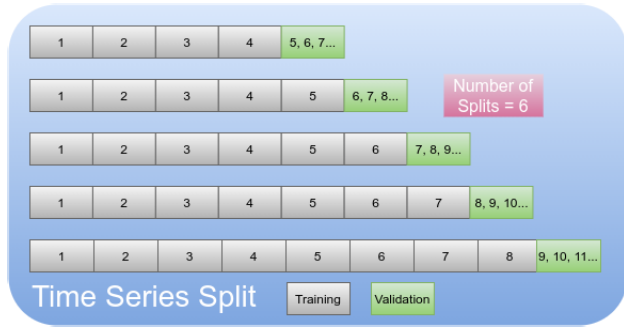 1 2 3 4 5, 6, 7...
1 2 3 4 5 6, 7, 8...
Number of
Splits = 6
1 2 3 4 5 6 7, 8, 9...
1 2 3 4 5 6 7 8, 9, 10...
1 2 3 4 5 6 7 8 9, 10, 11...
Time Series Split Training Validation